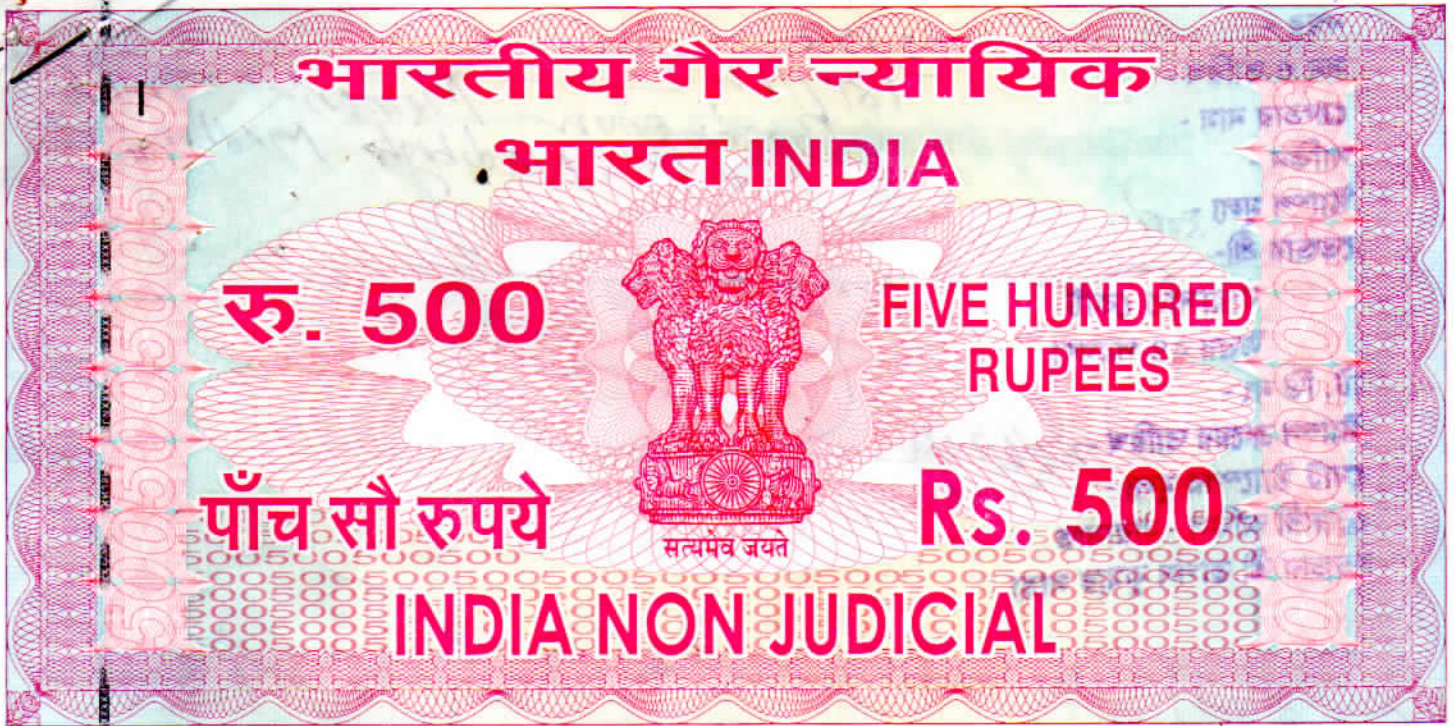 भारतीय गैर न्यायिक
भारत INDIA
रु. 500
FIVE HUNDRED
RUPEES
पाँच सौ रुपये
Rs. 500
सत्यमेव जयते
INDIA NON JUDICIAL